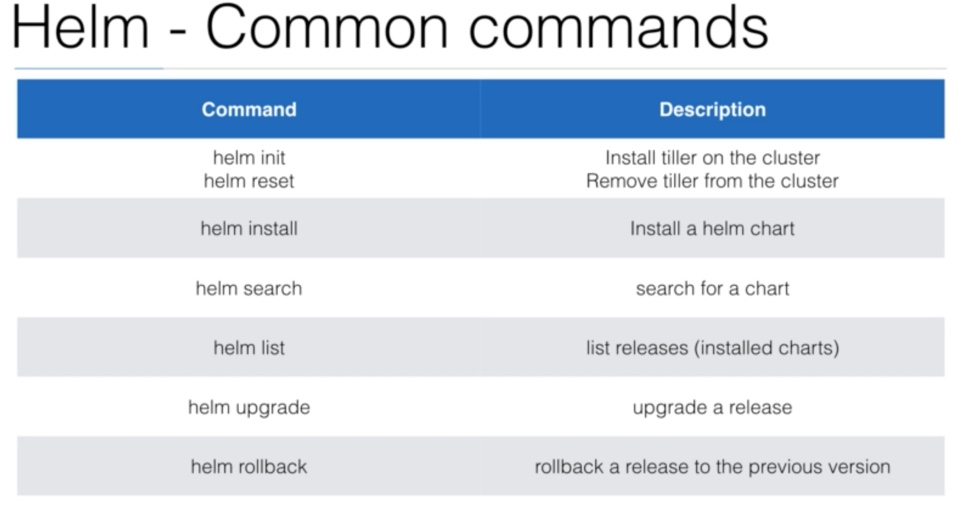 Helm - Common commands
Command Description
helm init Install tiller on the cluster
helm reset Remove tiller from the cluster
helm install Install a helm chart
helm search search for a chart
helm list list releases (installed charts)
helm upgrade upgrade a release
helm rollback rollback a release to the previous version